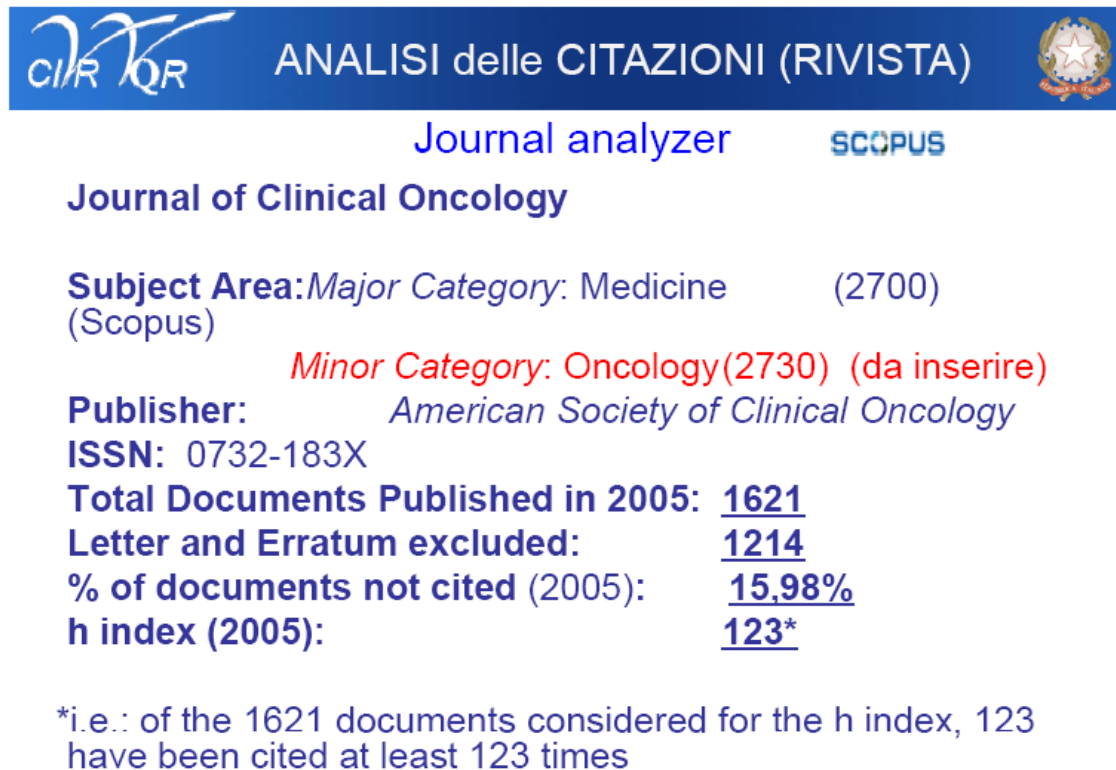 CIVR VTQR ANALISI delle CITAZIONI (RIVISTA)
Journal analyzer SCOPUS
Journal of Clinical Oncology
Subject Area:Major Category: Medicine (2700)
(Scopus)
Minor Category: Oncology(2730) (da inserire)
Publisher: American Society of Clinical Oncology
ISSN: 0732-183X
Total Documents Published in 2005: 1621
Letter and Erratum excluded: 1214
% of documents not cited (2005): 15,98%
h index (2005): 123*
*i.e.: of the 1621 documents considered for the h index, 123
have been cited at least 123 times